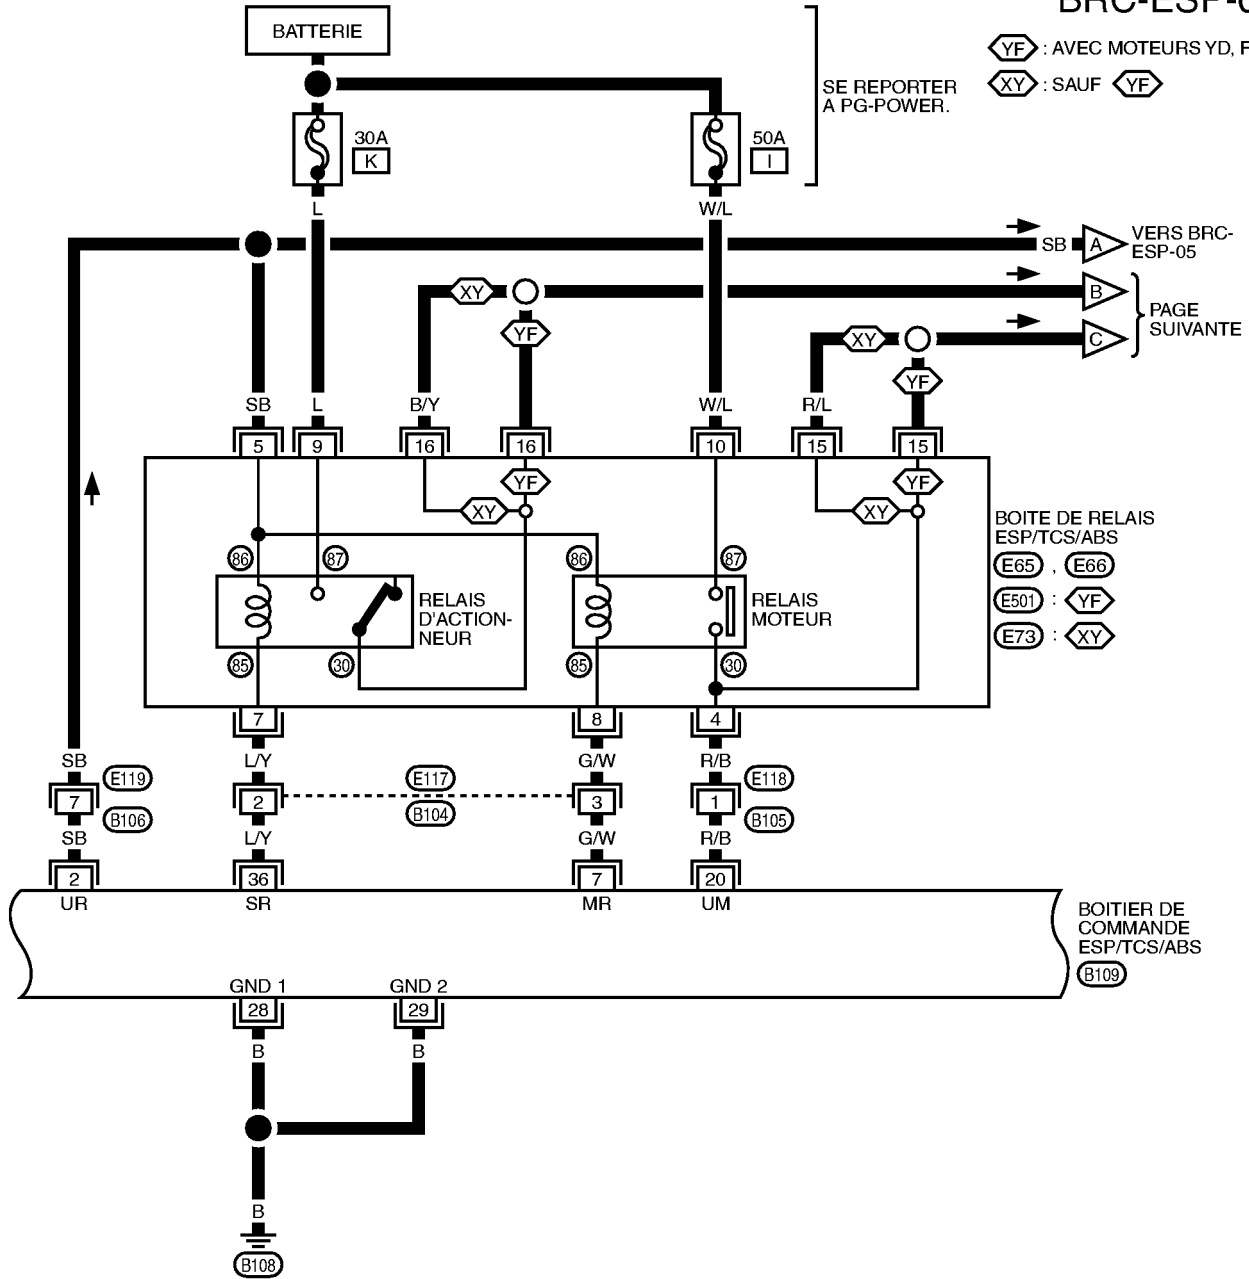 BRC-ESP-0
BATTERIE
YF : AVEC MOTEURS YD, F
XY : SAUF YF
SE REPORTER
A PG-POWER.
30A
K
50A
I
L
W/L
SB
A
VERS BRC-
ESP-05
XY
B
YF
PAGE
SUIVANTE
XY
C
YF
SB
L
B/Y
W/L
R/L
5
9
16
16
10
15
15
YF
YF
XY
XY
BOITE DE RELAIS
ESP/TCS/ABS
E65 , E66
E501 : YF
E73 : XY
86
87
86
87
RELAIS
D'ACTION-
NEUR
RELAIS
MOTEUR
85
30
85
30
7
8
4
SB
L/Y
G/W
R/B
E119
E117
E118
7
2
3
1
B106
B104
B105
SB
L/Y
G/W
R/B
2
36
7
20
UR
SR
MR
UM
BOITIER DE
COMMANDE
ESP/TCS/ABS
B109
GND 1
GND 2
28
29
B
B
B
B108